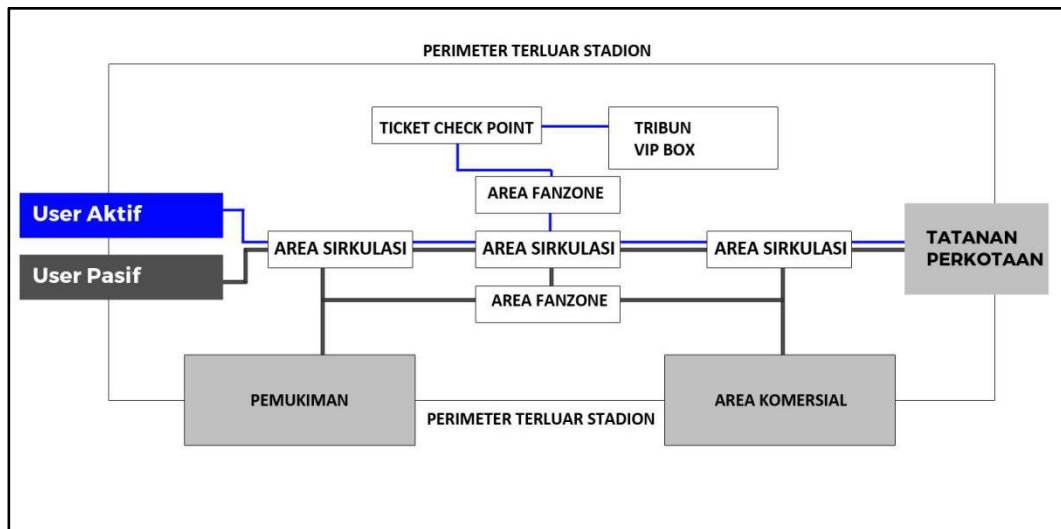 PERIMETER TERLUAR STADION
TICKET CHECK POINT
TRIBUN
VIP BOX
AREA FANZONE
User Aktif
User Pasif
AREA SIRKULASI
AREA SIRKULASI
AREA SIRKULASI
TATANAN
PERKOTAAN
AREA FANZONE
PEMUKIMAN
AREA KOMERSIAL
PERIMETER TERLUAR STADION